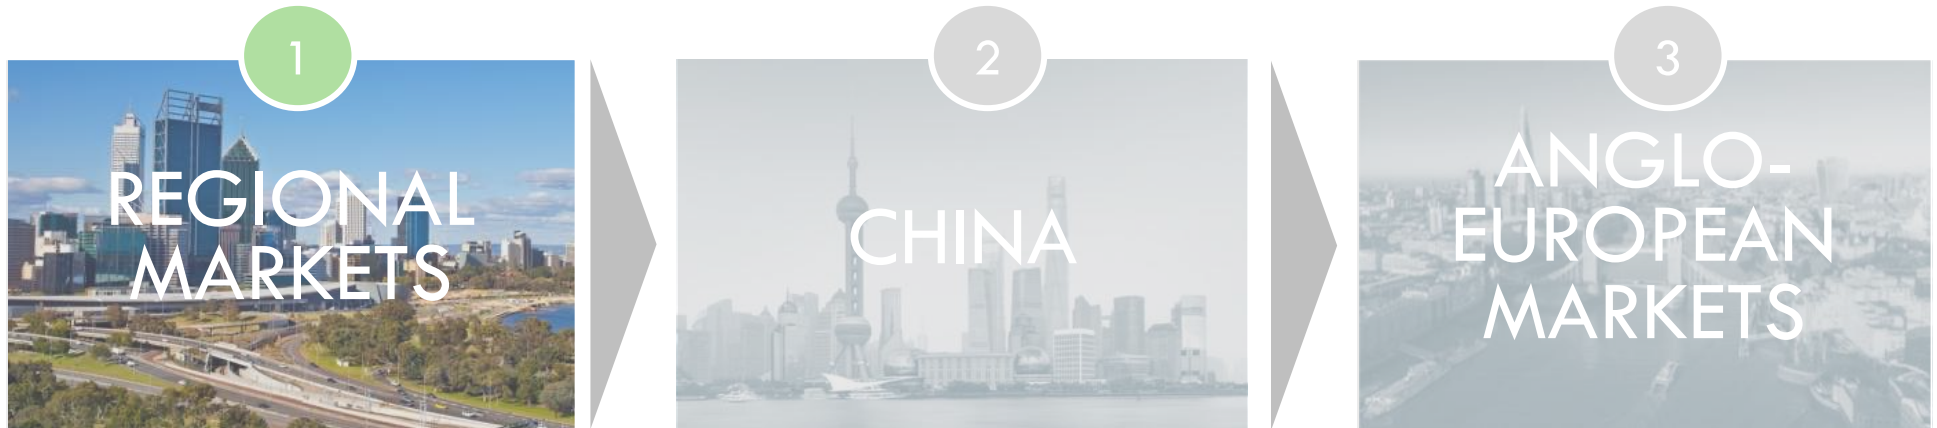 1
REGIONAL
MARKETS
2
CHINA
3
ANGLO-
EUROPEAN
MARKETS